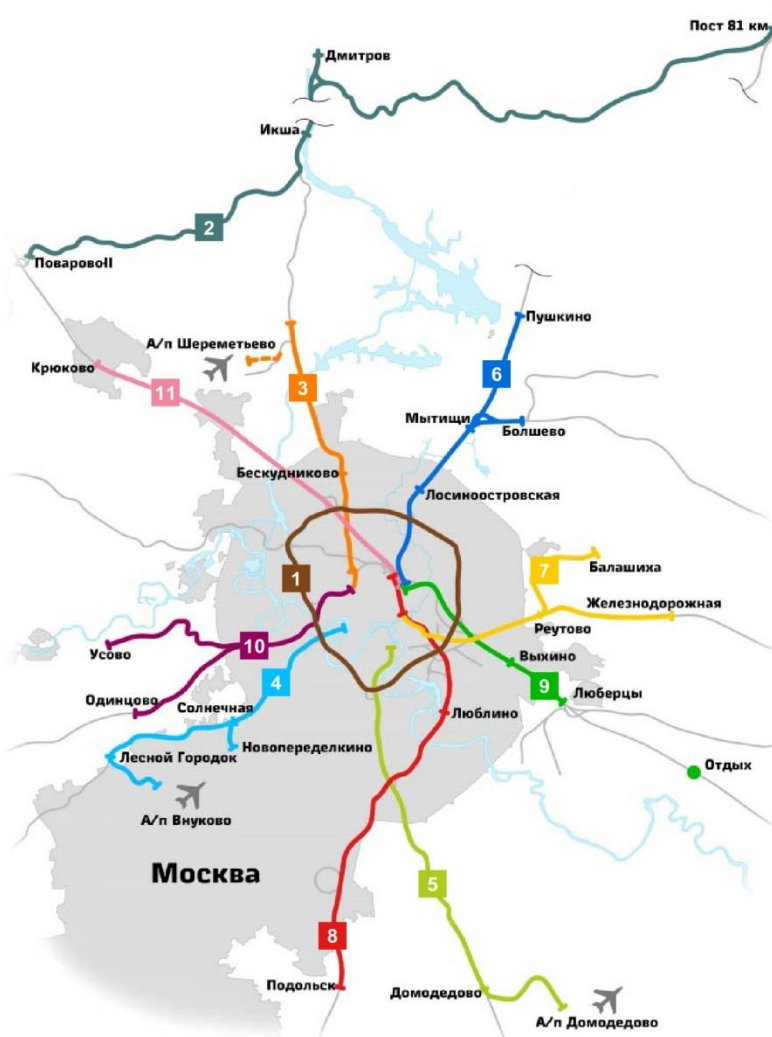 Пост 81 км
Дмитров
Икша
2
Поварово-II
Пушкино
А/п Шереметьево
Крюково
11
3
6
Мытищи
Болшево
Бескудниково
Лосиноостровская
1
7
Балашиха
Железнодорожная
Реутово
Усово
10
Выхино
4
9
Одинцово
Солнечная
Люблино
Люберцы
Лесной Городок
Новопеределкино
Отдых
А/п Внуково
Москва
5
8
Подольск
Домодедово
А/п Домодедово